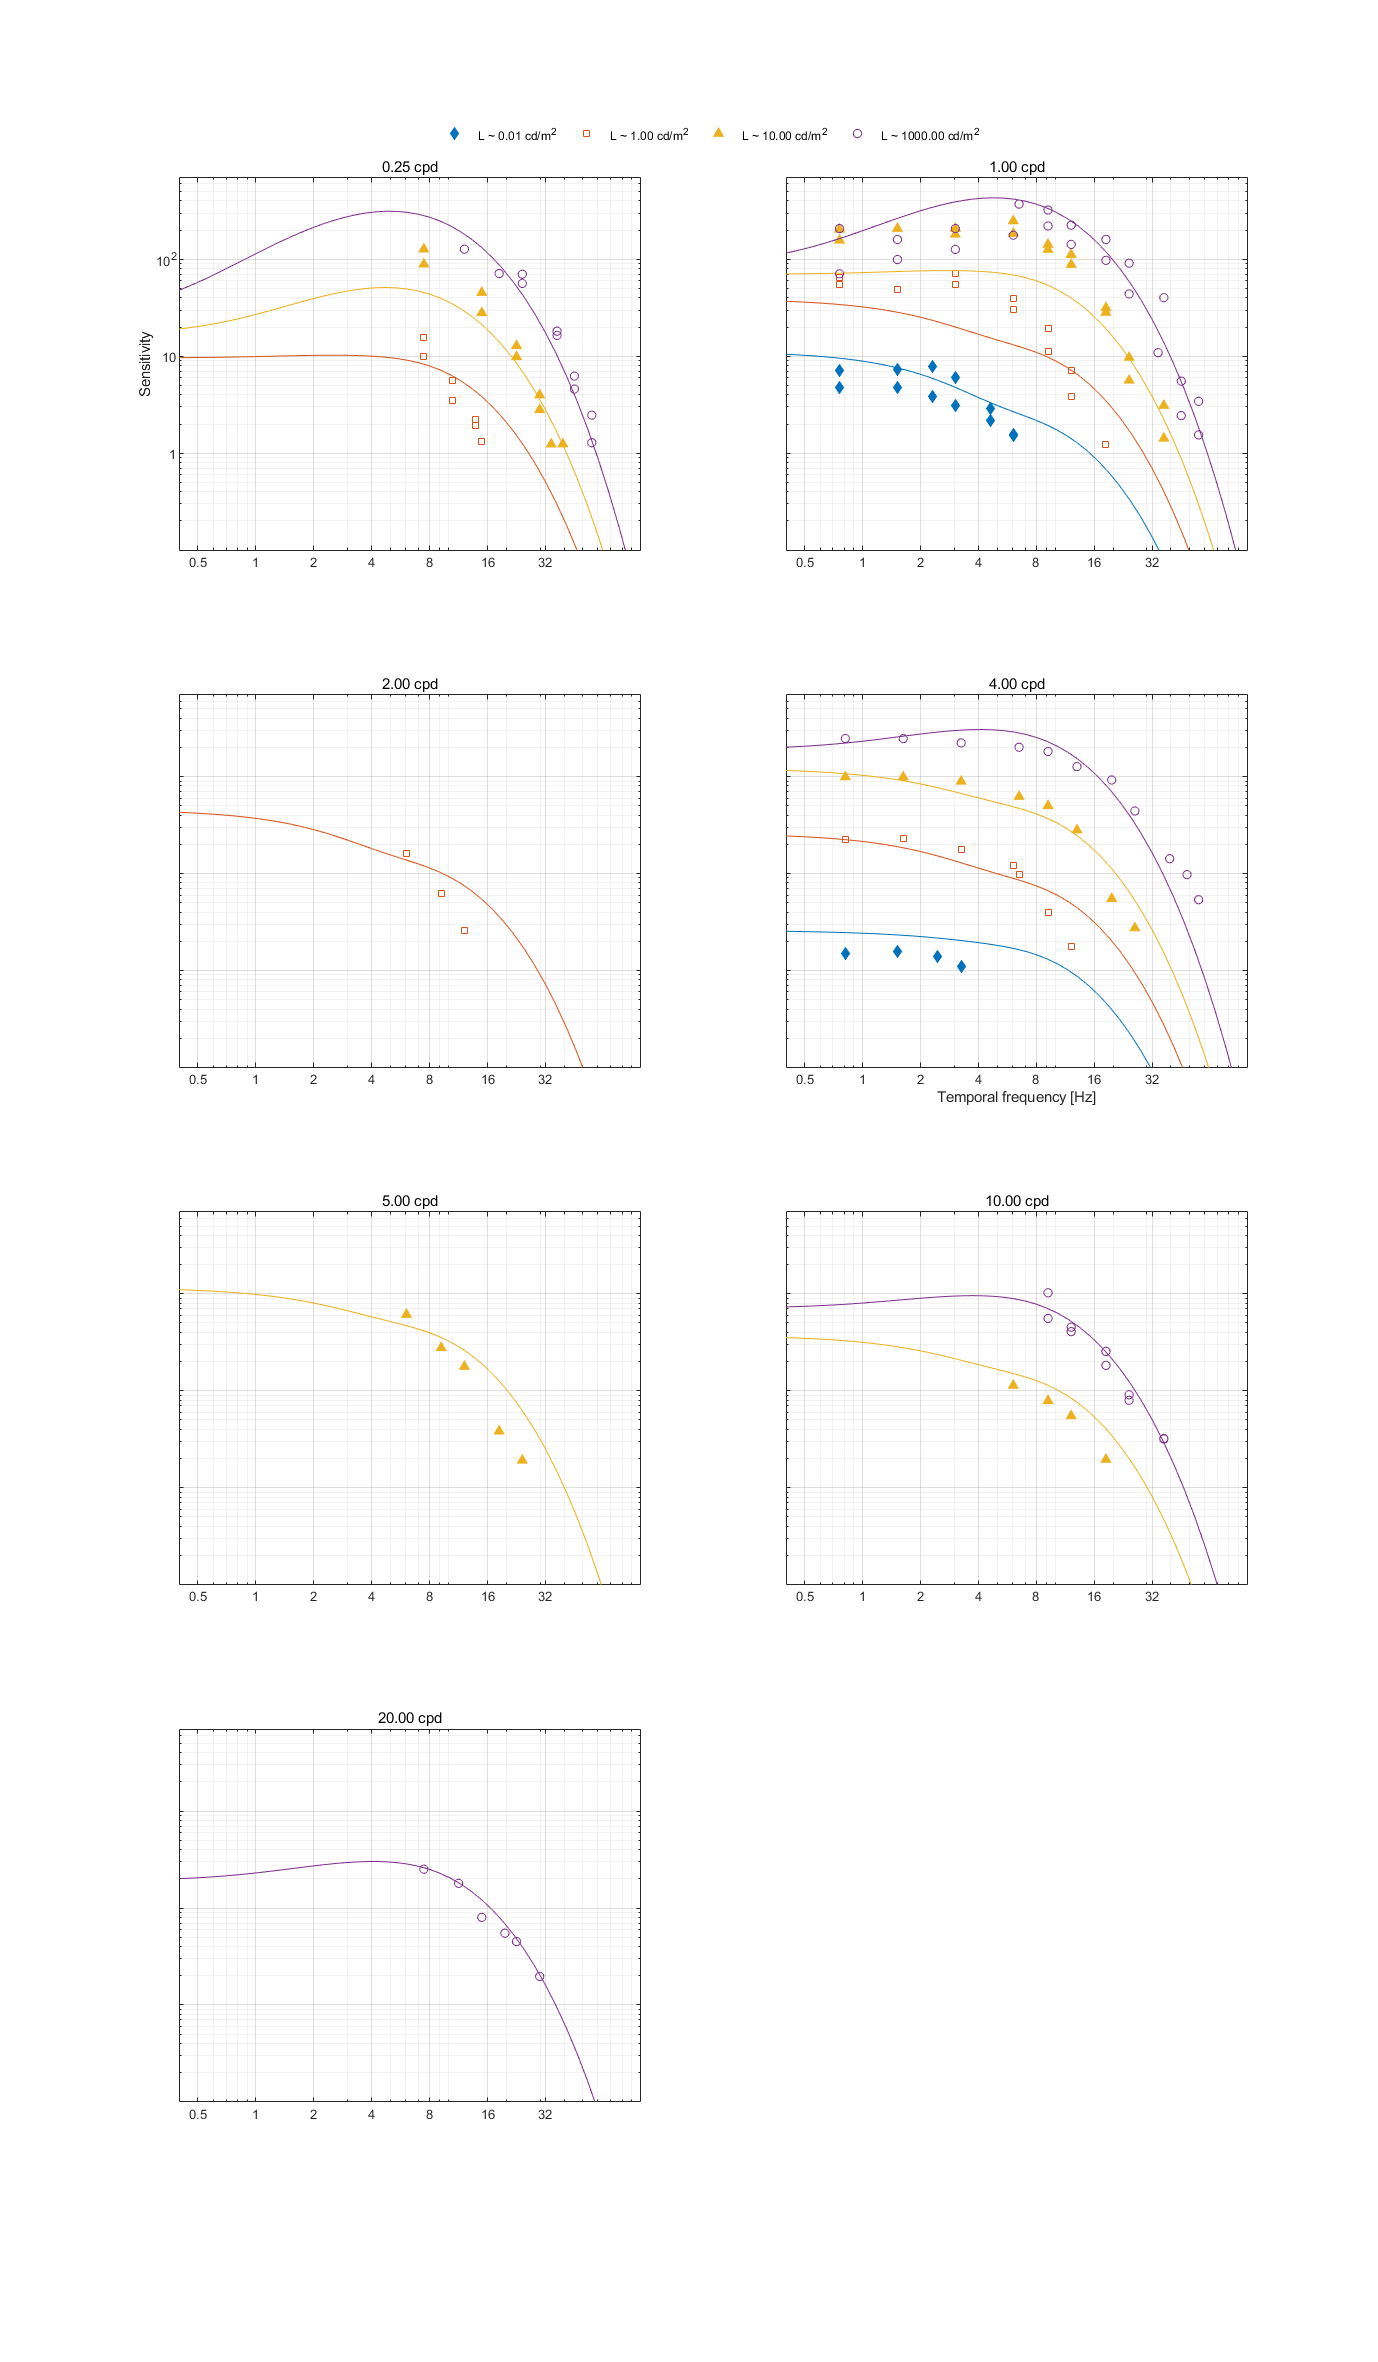 L ~ 0.01 cd/m2 L ~ 1.00 cd/m2 L ~ 10.00 cd/m2 L ~ 1000.00 cd/m2
0.25 cpd
Sensitivity
102
10
1
0.5 1 2 4 8 16 32
1.00 cpd
0.5 1 2 4 8 16 32
2.00 cpd
0.5 1 2 4 8 16 32
4.00 cpd
0.5 1 2 4 8 16 32
Temporal frequency [Hz]
5.00 cpd
0.5 1 2 4 8 16 32
10.00 cpd
0.5 1 2 4 8 16 32
20.00 cpd
0.5 1 2 4 8 16 32